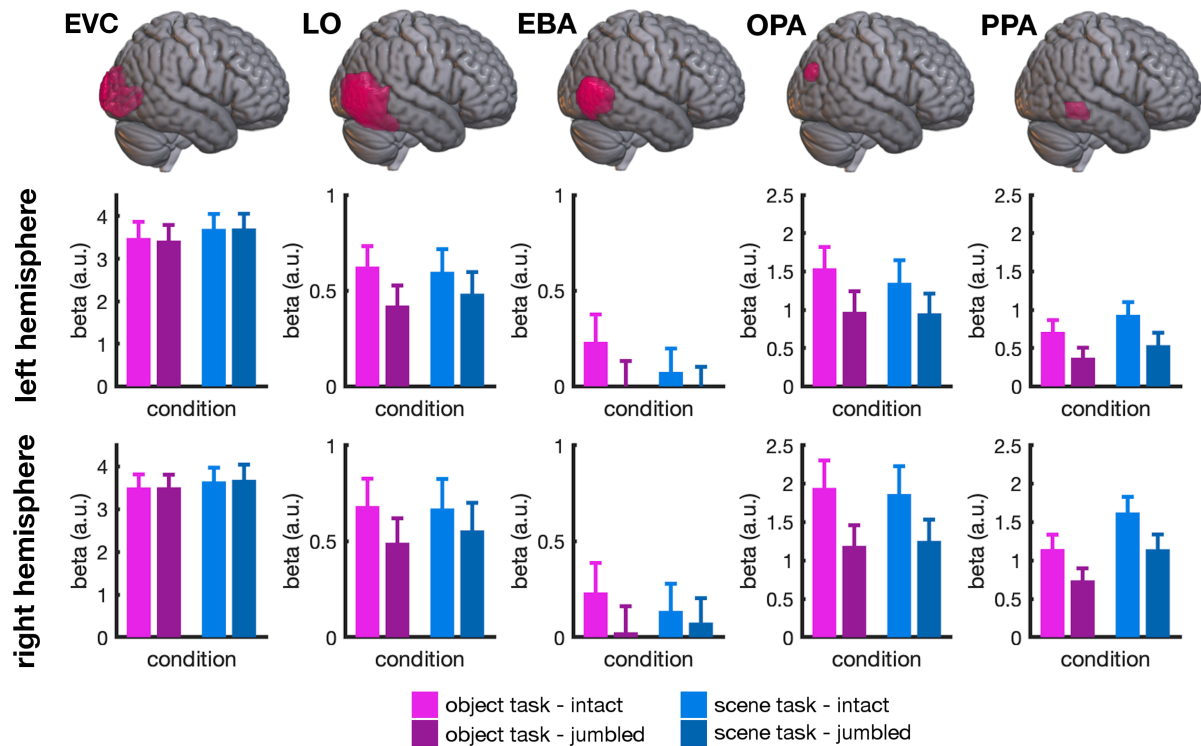 EVC LO EBA OPA PPA
left hemisphere
beta (a.u.) 4 3 2 1 0 condition
beta (a.u.) 1 0.5 0 condition
beta (a.u.) 1 0.5 0 condition
beta (a.u.) 2.5 2 1.5 1 0.5 0 condition
beta (a.u.) 2.5 2 1.5 1 0.5 0 condition
right hemisphere
beta (a.u.) 4 3 2 1 0 condition
beta (a.u.) 1 0.5 0 condition
beta (a.u.) 1 0.5 0 condition
beta (a.u.) 2.5 2 1.5 1 0.5 0 condition
beta (a.u.) 2.5 2 1.5 1 0.5 0 condition
object task - intact scene task - intact
object task - jumbled scene task - jumbled